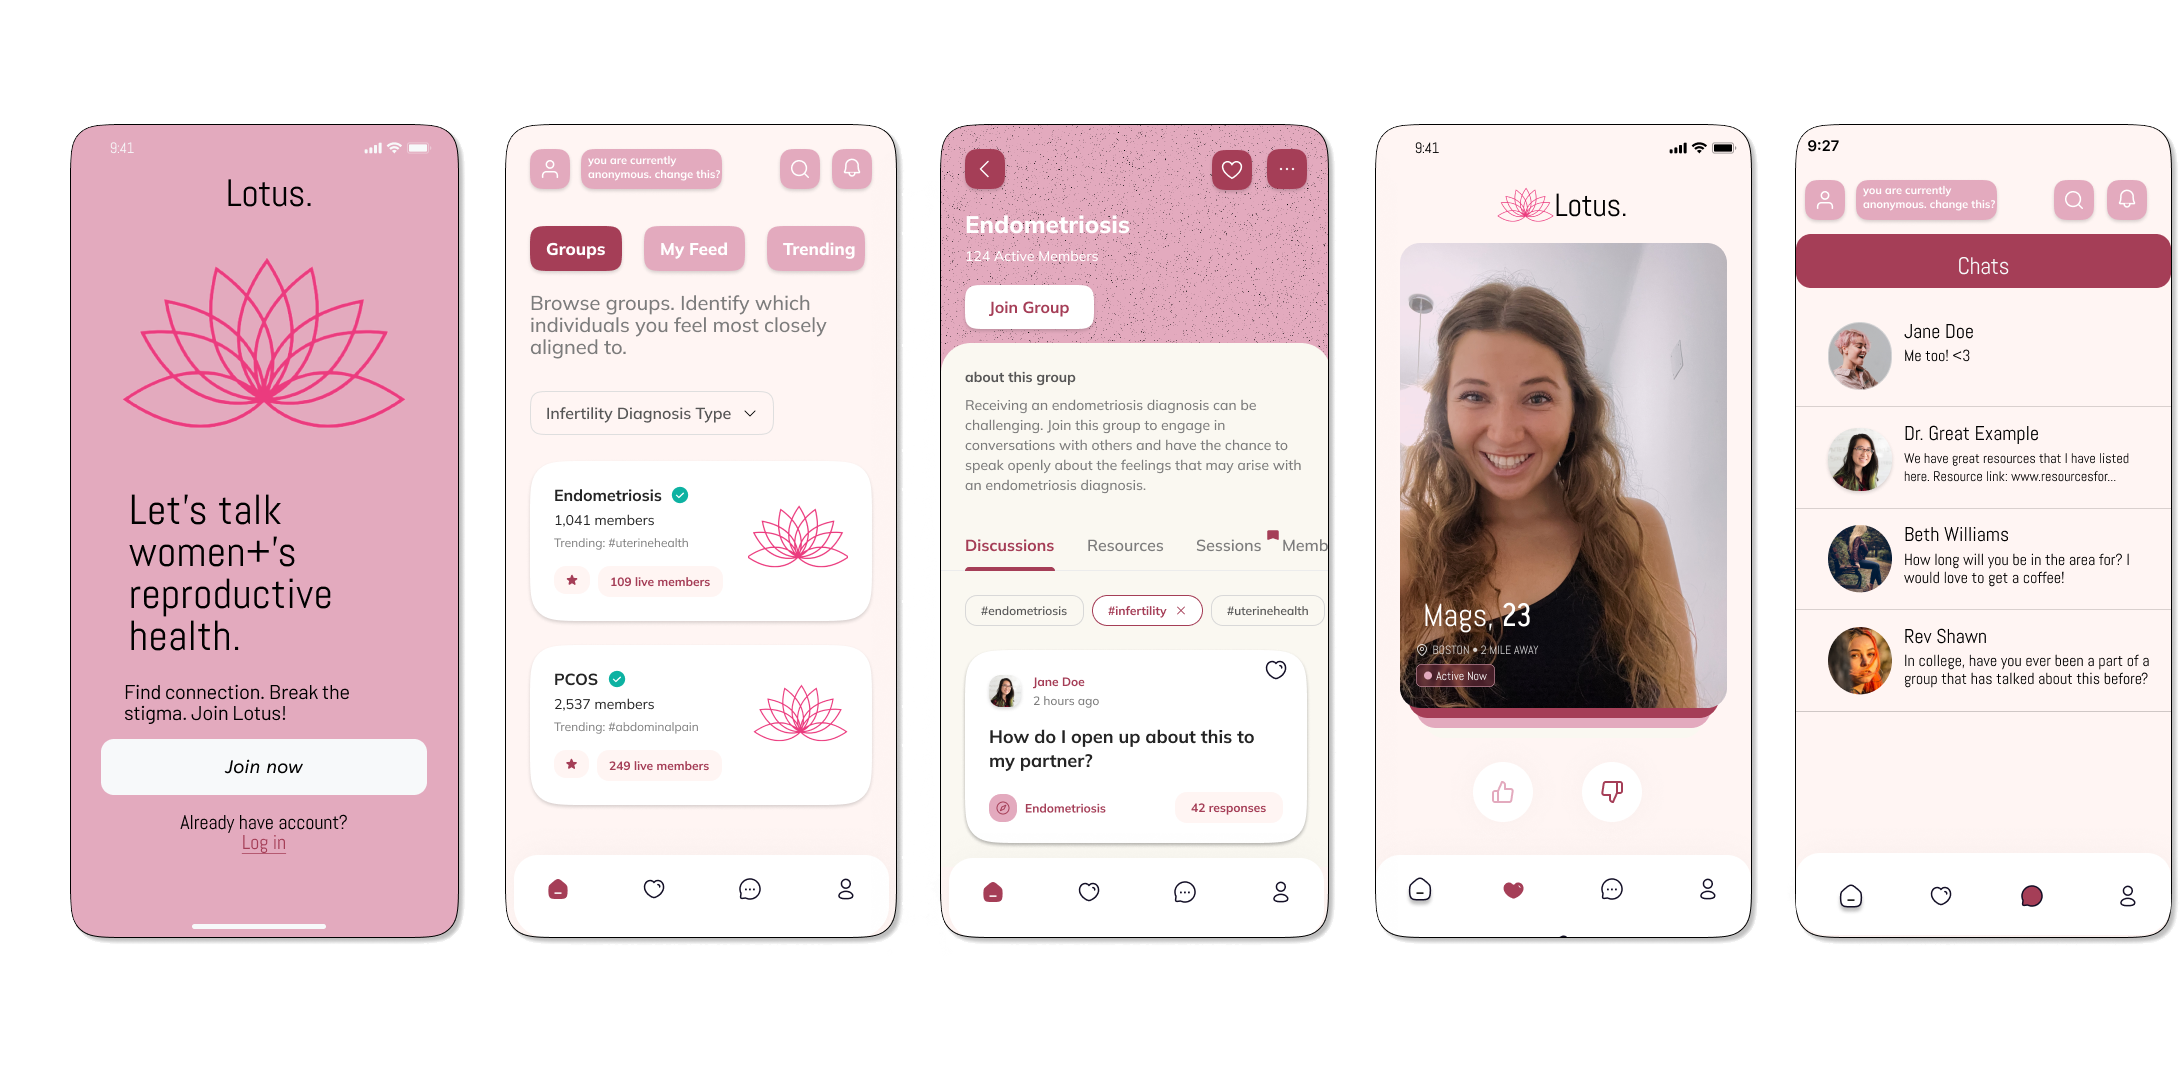 9:41
Lotus.
Let's talk
women+'s
reproductive
health.
Find connection. Break the
stigma. Join Lotus!
Join now
Already have account?
Log in
you are currently
anonymous. change this?
Groups
My Feed
Trending
Browse groups. Identify which
individuals you feel most closely
aligned to.
Infertility Diagnosis Type
Endometriosis
1,041 members
Trending: #uterinehealth
109 live members
PCOS
2,537 members
Trending: #abdominalpain
249 live members
Endometriosis
124 Active Members
Join Group
about this group
Receiving an endometriosis diagnosis can be
challenging. Join this group to engage in
conversations with others and have the chance to
speak openly about the feelings that may arise with
an endometriosis diagnosis.
Discussions
Resources
Sessions
Memb
#endometriosis
#infertility
#uterinehealth
Jane Doe
2 hours ago
How do I open up about this to
my partner?
Endometriosis
42 responses
9:41
Lotus.
Mags, 23
BOSTON • 2 MILE AWAY
Active Now
9:27
you are currently
anonymous. change this?
Chats
Jane Doe
Me too! <3
Dr. Great Example
We have great resources that I have listed
here. Resource link: www.resourcesfor...
Beth Williams
How long will you be in the area for? I
would love to get a coffee!
Rev Shawn
In college, have you ever been a part of a
group that has talked about this before?